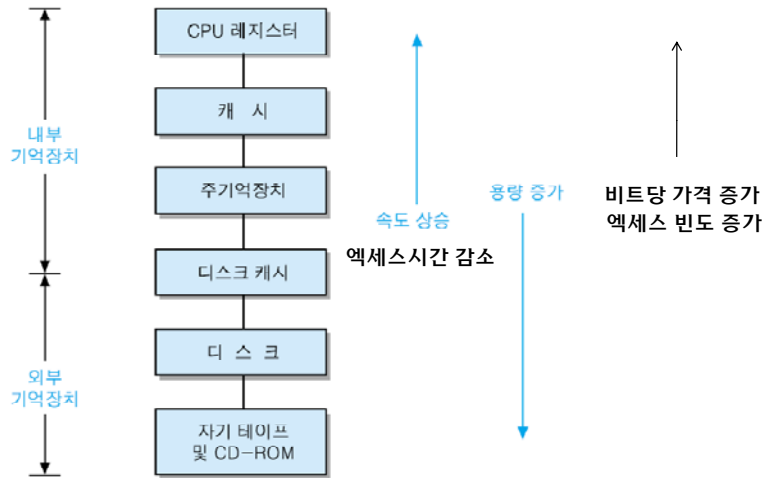 CPU 레지스터
캐 시
내부
기억장치
주기억장치
용량 증가
비트당 가격 증가
속도 상승
엑세스 빈도 증가
엑세스시간 감소
디스크 캐시
디 스 크
외부
기억장치
자기 테이프
및 CD-ROM